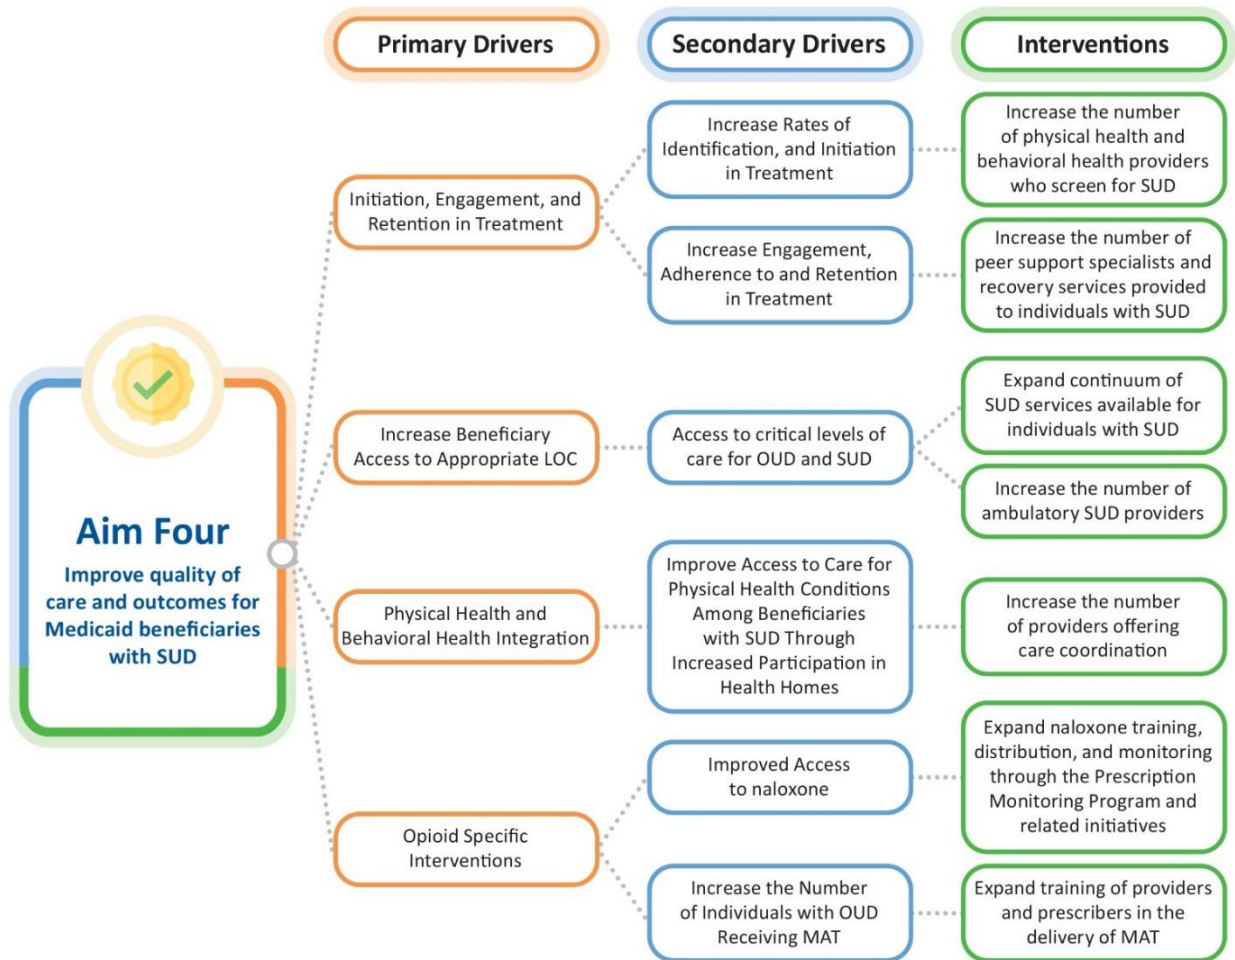 Primary Drivers
Secondary Drivers
Interventions
Increase Rates of
Identification, and Initiation
in Treatment
Increase the number
of physical health and
behavioral health providers
who screen for SUD
Initiation, Engagement, and
Retention in Treatment
Increase Engagement,
Adherence to and Retention
in Treatment
Increase the number of
peer support specialists and
recovery services provided
to individuals with SUD
Aim Four
Improve quality of
care and outcomes for
Medicaid beneficiaries
with SUD
Increase Beneficiary
Access to Appropriate LOC
Access to critical levels of
care for OUD and SUD
Expand continuum of
SUD services available for
individuals with SUD
Increase the number of
ambulatory SUD providers
Physical Health and
Behavioral Health Integration
Improve Access to Care for
Physical Health Conditions
Among Beneficiaries
with SUD Through
Increased Participation in
Health Homes
Increase the number
of providers offering
care coordination
Opioid Specific
Interventions
Improved Access
to naloxone
Expand naloxone training,
distribution, and monitoring
through the Prescription
Monitoring Program and
related initiatives
Increase the Number
of Individuals with OUD
Receiving MAT
Expand training of providers
and prescribers in the
delivery of MAT